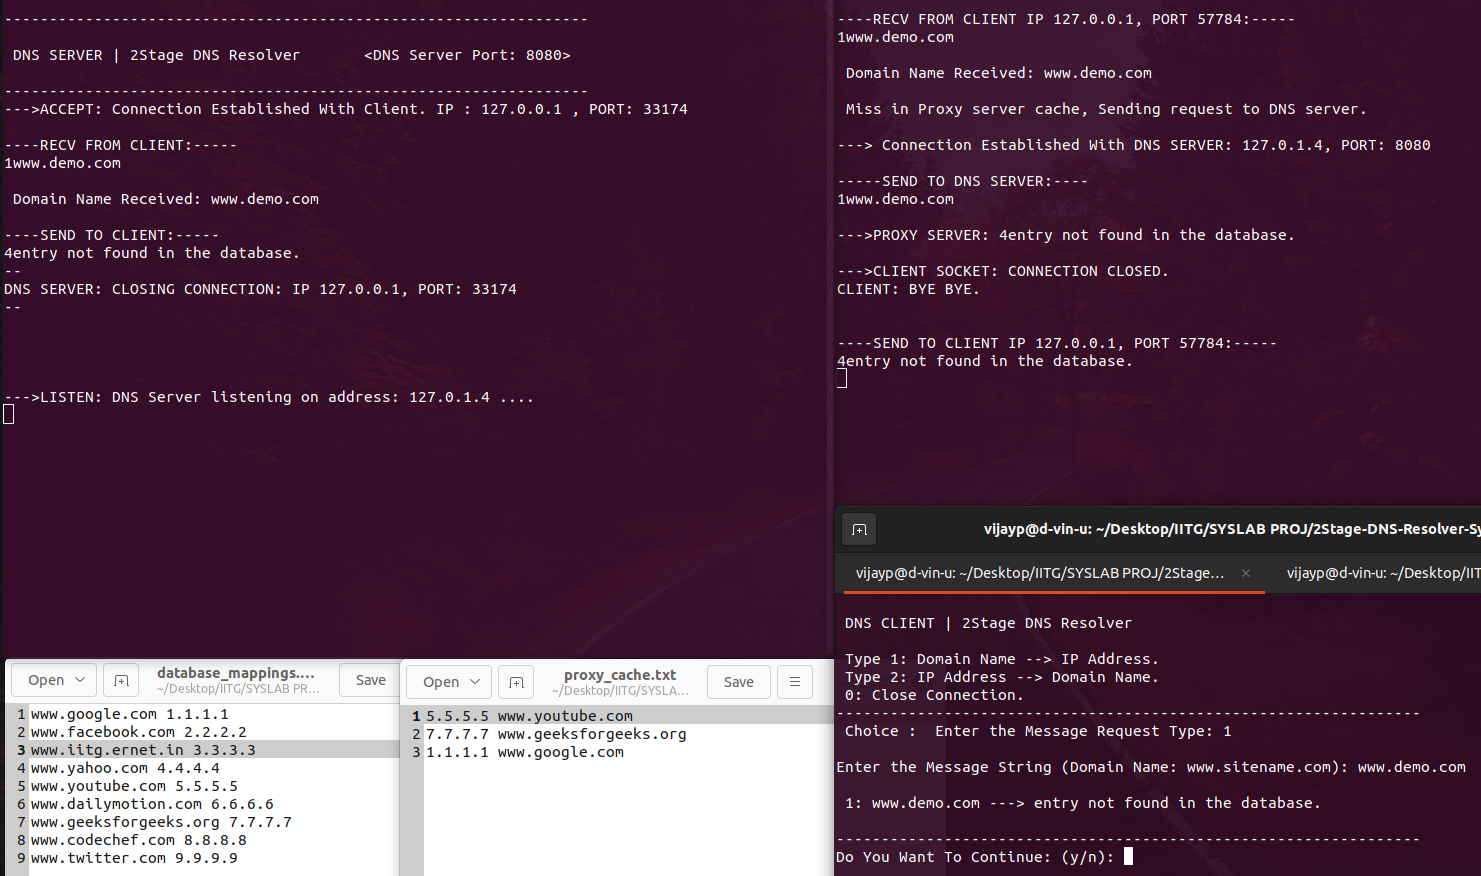 ---------------------------------------------------------------
DNS SERVER | 2Stage DNS Resolver <DNS Server Port: 8080>
---------------------------------------------------------------
--->ACCEPT: Connection Established With Client. IP : 127.0.0.1 , PORT: 33174
----RECV FROM CLIENT:-----
1www.demo.com
Domain Name Received: www.demo.com
----SEND TO CLIENT:-----
4entry not found in the database.
--
DNS SERVER: CLOSING CONNECTION: IP 127.0.0.1, PORT: 33174
--
--->LISTEN: DNS Server listening on address: 127.0.1.4 ....
----RECV FROM CLIENT IP 127.0.0.1, PORT 57784:-----
1www.demo.com
Domain Name Received: www.demo.com
Miss in Proxy server cache, Sending request to DNS server.
---> Connection Established With DNS SERVER: 127.0.1.4, PORT: 8080
-----SEND TO DNS SERVER:----
1www.demo.com
--->PROXY SERVER: 4entry not found in the database.
--->CLIENT SOCKET: CONNECTION CLOSED.
CLIENT: BYE BYE.
----SEND TO CLIENT IP 127.0.0.1, PORT 57784:-----
4entry not found in the database.
vijayp@d-vin-u: ~/Desktop/IITG/SYSLAB PROJ/2Stage-DNS-Resolver-Sy
vijayp@d-vin-u: ~/Desktop/IITG/SYSLAB PROJ/2Stage... × vijayp@d-vin-u: ~/Desktop/IIT
DNS CLIENT | 2Stage DNS Resolver
Type 1: Domain Name --> IP Address.
Type 2: IP Address --> Domain Name.
0: Close Connection.
-----------------------------------------------------------------
Choice :  Enter the Message Request Type: 1
Enter the Message String (Domain Name: www.sitename.com): www.demo.com
1: www.demo.com ---> entry not found in the database.
-----------------------------------------------------------------
Do You Want To Continue: (y/n):
Open database_mappings.... Save
~/Desktop/IITG/SYSLAB PR...
1 www.google.com 1.1.1.1
2 www.facebook.com 2.2.2.2
3 www.iitg.ernet.in 3.3.3.3
4 www.yahoo.com 4.4.4.4
5 www.youtube.com 5.5.5.5
6 www.dailymotion.com 6.6.6.6
7 www.geeksforgeeks.org 7.7.7.7
8 www.codechef.com 8.8.8.8
9 www.twitter.com 9.9.9.9
Open proxy_cache.txt Save
~/Desktop/IITG/SYSLA...
1 5.5.5.5 www.youtube.com
2 7.7.7.7 www.geeksforgeeks.org
3 1.1.1.1 www.google.com